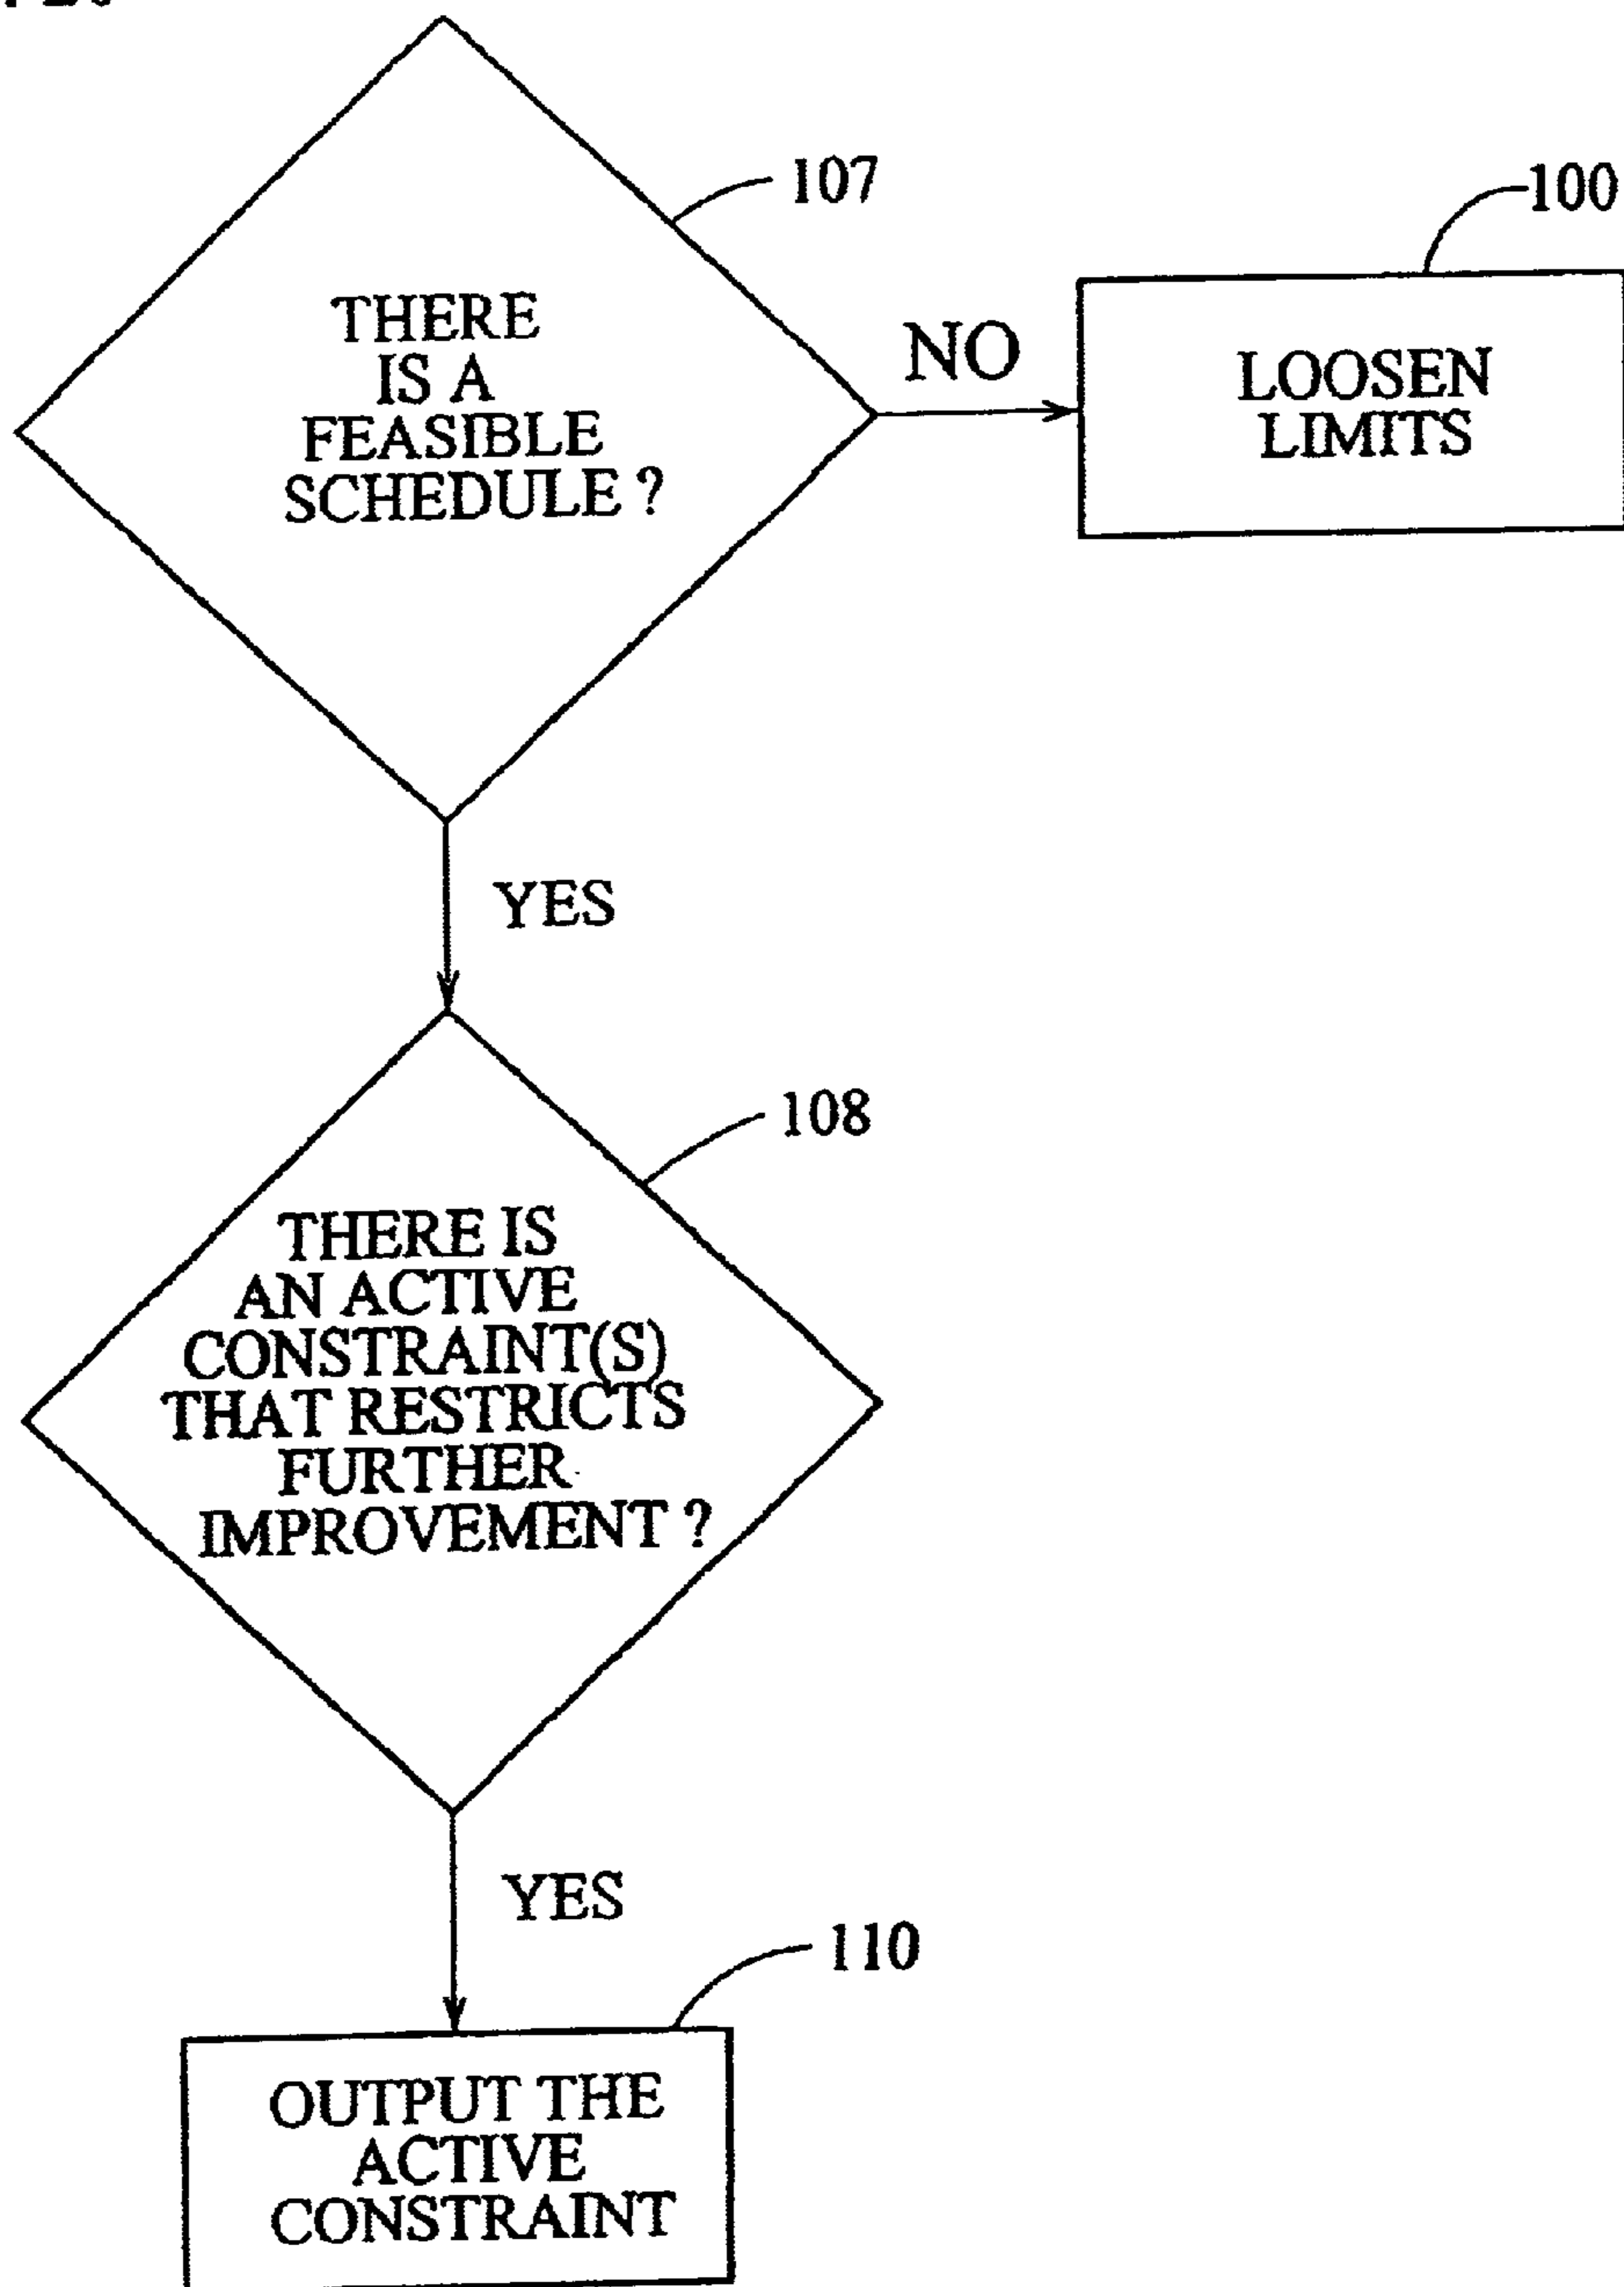 107
100
THERE
IS A
FEASIBLE
SCHEDULE ?
NO
LOOSEN
LIMITS
YES
108
THERE IS
AN ACTIVE
CONSTRAINT(S)
THAT RESTRICTS
FURTHER
IMPROVEMENT ?
YES
110
OUTPUT THE
ACTIVE
CONSTRAINT